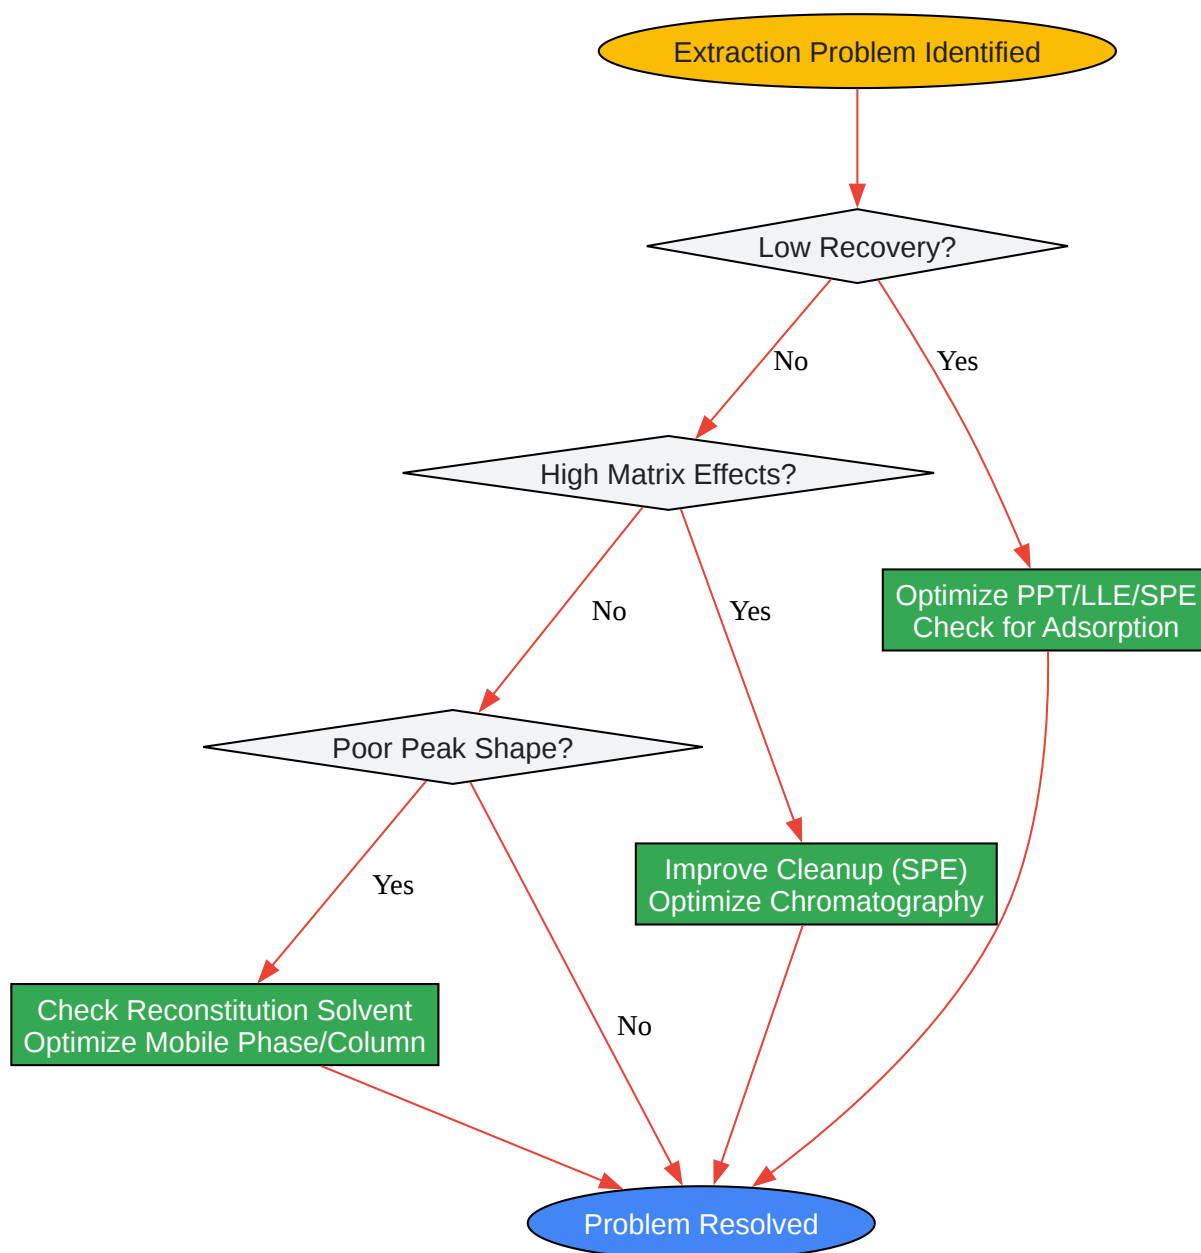 Extraction Problem Identified
Low Recovery?
No
Yes
High Matrix Effects?
Optimize PPT/LLE/SPE
Check for Adsorption
No
Yes
Poor Peak Shape?
Improve Cleanup (SPE)
Optimize Chromatography
Yes
Check Reconstitution Solvent
Optimize Mobile Phase/Column
No
Problem Resolved